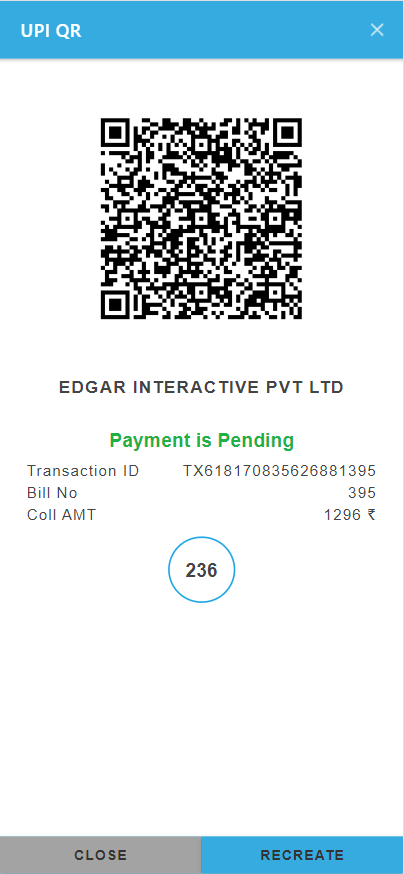 UPI QR
EDGAR INTERACTIVE PVT LTD
Payment is Pending
Transaction ID TX618170835626881395
Bill No 395
Coll AMT 1296 ₹
236
CLOSE RECREATE